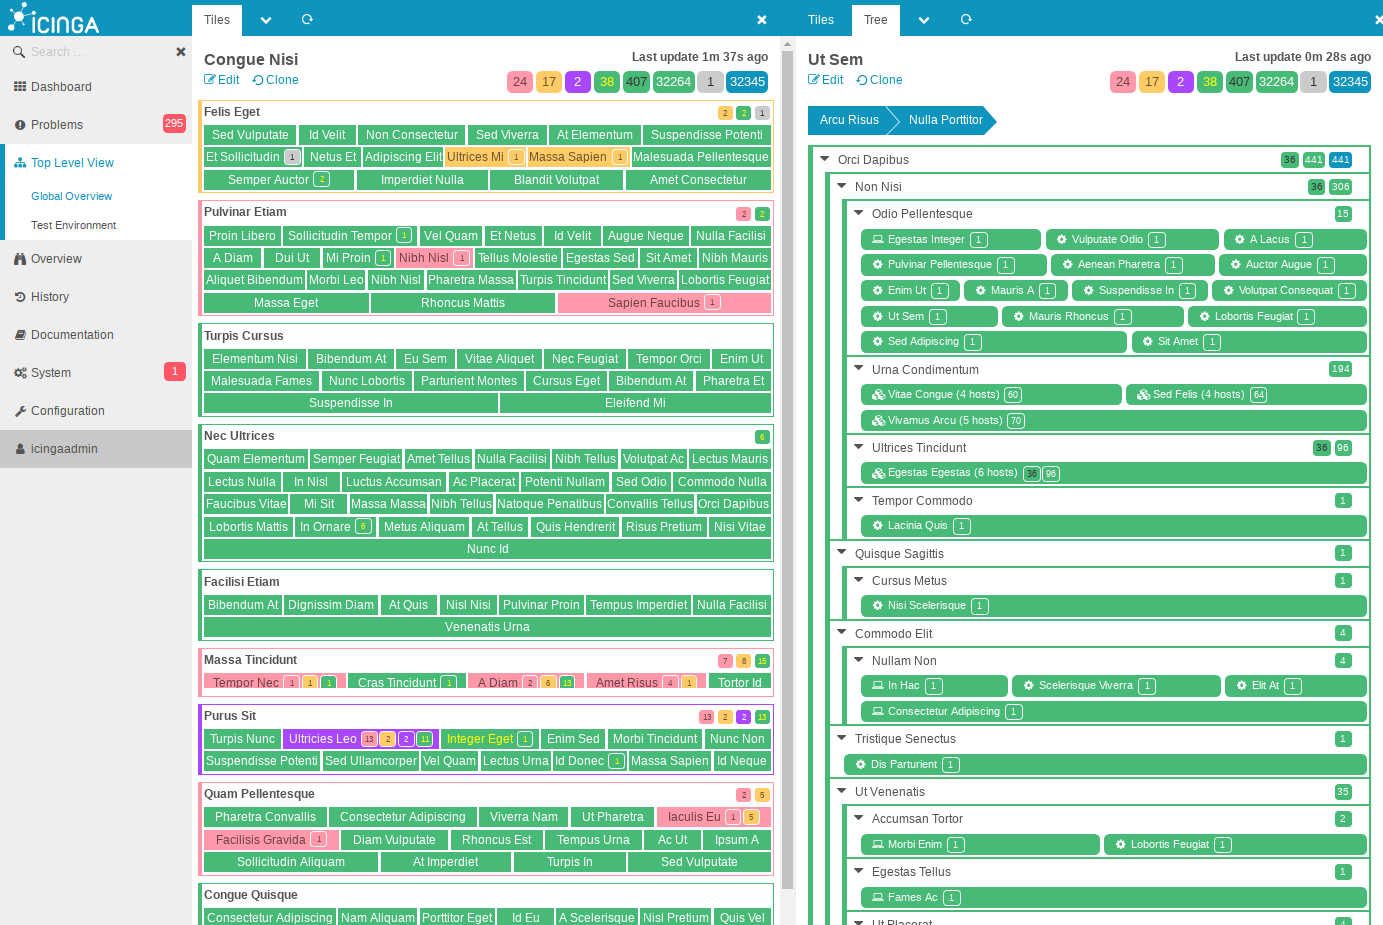 ICINGA
Search ...
Dashboard
Problems 295
Top Level View
Global Overview
Test Environment
Overview
History
Documentation
System 1
Configuration
icingaadmin
Tiles
Congue Nisi
Last update 1m 37s ago
Edit Clone
24 17 2 38 407 32264 1 32345
Felis Eget 2 2 1
Sed Vulputate Id Velit Non Consectetur Sed Viverra At Elementum Suspendisse Potenti
Et Sollicitudin 1 Netus Et Adipiscing Elit Ultrices Mi 1 Massa Sapien 1 Malesuada Pellentesque
Semper Auctor 2 Imperdiet Nulla Blandit Volutpat Amet Consectetur
Pulvinar Etiam 2 2
Proin Libero Sollicitudin Tempor 1 Vel Quam Et Netus Id Velit Augue Neque Nulla Facilisi
A Diam Dui Ut Mi Proin 1 Nibh Nisl 1 Tellus Molestie Egestas Sed Sit Amet Nibh Mauris
Aliquet Bibendum Morbi Leo Nibh Nisl Pharetra Massa Turpis Tincidunt Sed Viverra Lobortis Feugiat
Massa Eget Rhoncus Mattis Sapien Faucibus 1
Turpis Cursus
Elementum Nisi Bibendum At Eu Sem Vitae Aliquet Nec Feugiat Tempor Orci Enim Ut
Malesuada Fames Nunc Lobortis Parturient Montes Cursus Eget Bibendum At Pharetra Et
Suspendisse In Eleifend Mi
Nec Ultrices 6
Quam Elementum Semper Feugiat Amet Tellus Nulla Facilisi Nibh Tellus Volutpat Ac Lectus Mauris
Lectus Nulla In Nisl Luctus Accumsan Ac Placerat Potenti Nullam Sed Odio Commodo Nulla
Faucibus Vitae Mi Sit Massa Massa Nibh Tellus Natoque Penatibus Convallis Tellus Orci Dapibus
Lobortis Mattis In Ornare 6 Metus Aliquam At Tellus Quis Hendrerit Risus Pretium Nisi Vitae
Nunc Id
Facilisi Etiam
Bibendum At Dignissim Diam At Quis Nisl Nisi Pulvinar Proin Tempus Imperdiet Nulla Facilisi
Venenatis Urna
Massa Tincidunt 7 8 15
Tempor Nec 1 1 1 Cras Tincidunt 1 A Diam 2 6 13 Amet Risus 4 1 Tortor Id
Purus Sit 13 2 2 13
Turpis Nunc Ultricies Leo 13 2 2 11 Integer Eget 1 Enim Sed Morbi Tincidunt Nunc Non
Suspendisse Potenti Sed Ullamcorper Vel Quam Lectus Urna Id Donec 1 Massa Sapien Id Neque
Quam Pellentesque 2 5
Pharetra Convallis Consectetur Adipiscing Viverra Nam Ut Pharetra Iaculis Eu 1 5
Facilisis Gravida 1 Diam Vulputate Rhoncus Est Tempus Urna Ac Ut Ipsum A
Sollicitudin Aliquam At Imperdiet Turpis In Sed Vulputate
Congue Quisque
Consectetur Adipiscing Nam Aliquam Porttitor Eget Id Eu A Scelerisque Nisl Pretium Quis Vel
Tiles Tree
Ut Sem
Last update 0m 28s ago
Edit Clone
24 17 2 38 407 32264 1 32345
Arcu Risus Nulla Porttitor
Orci Dapibus 36 441 441
Non Nisi 36 306
Odio Pellentesque 15
Egestas Integer 1 Vulputate Odio 1 A Lacus 1
Pulvinar Pellentesque 1 Aenean Pharetra 1 Auctor Augue 1
Enim Ut 1 Mauris A 1 Suspendisse In 1 Volutpat Consequat 1
Ut Sem 1 Mauris Rhoncus 1 Lobortis Feugiat 1
Sed Adipiscing 1 Sit Amet 1
Urna Condimentum 194
Vitae Congue (4 hosts) 60 Sed Felis (4 hosts) 64
Vivamus Arcu (5 hosts) 70
Ultrices Tincidunt 36 96
Egestas Egestas (6 hosts) 36 96
Tempor Commodo 1
Lacinia Quis 1
Quisque Sagittis 1
Cursus Metus 1
Nisi Scelerisque 1
Commodo Elit 4
Nullam Non 4
In Hac 1 Scelerisque Viverra 1 Elit At 1
Consectetur Adipiscing 1
Tristique Senectus 1
Dis Parturient 1
Ut Venenatis 35
Accumsan Tortor 2
Morbi Enim 1 Lobortis Feugiat 1
Egestas Tellus 1
Fames Ac 1
Ut Placerat 4